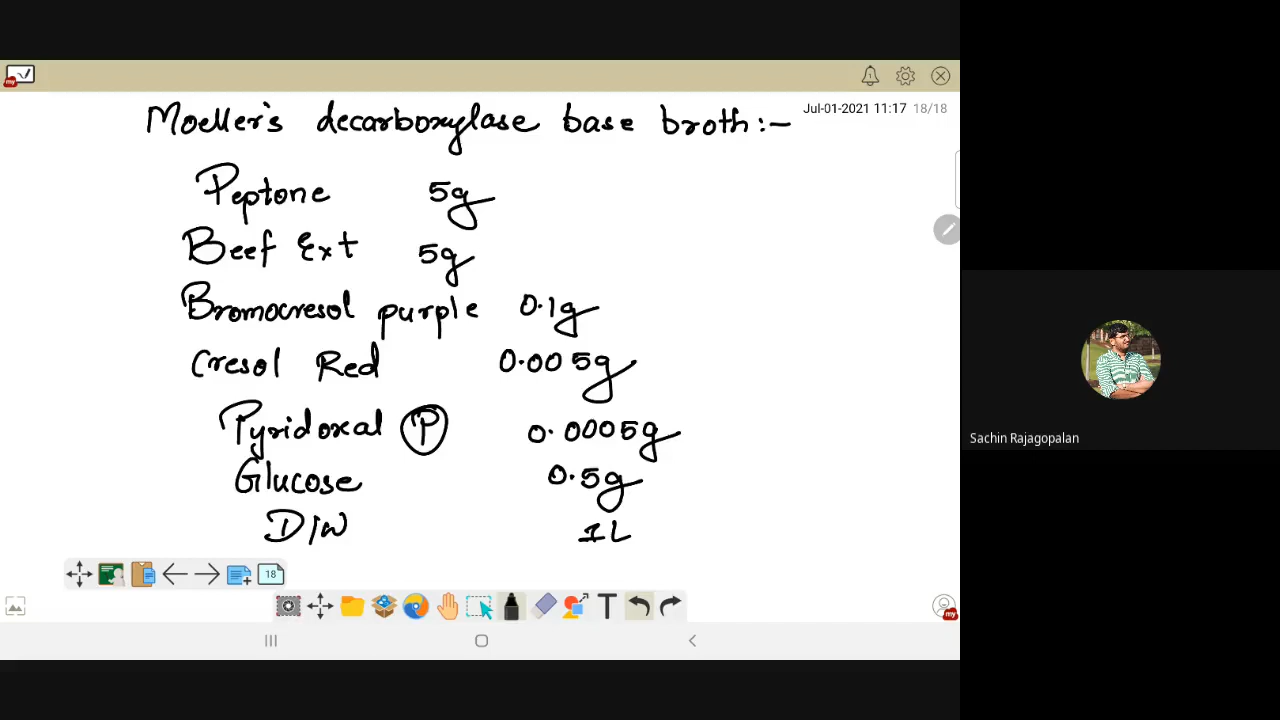 Jul-01-2021 11:17 18/18
Moeller's decarboxylase base broth:-
Peptone 5g
Beef Ext 5g
Bromocresol purple 0.1g
Cresol Red 0.005g
Pyridoxal P 0.0005g
Glucose 0.5g
D/W 1L
Sachin Rajagopalan
18
T